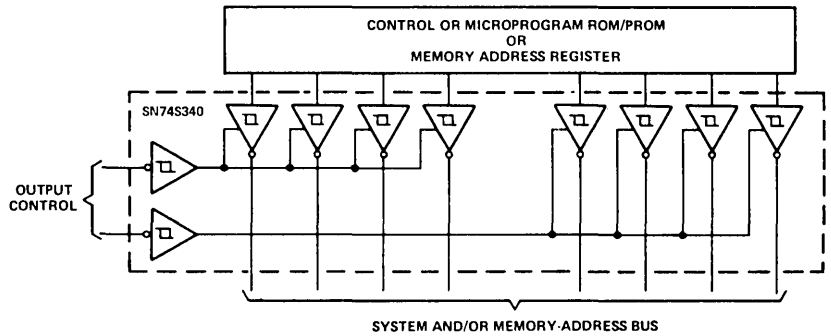 CONTROL OR MICROPROGRAM ROM/PROM
OR
MEMORY ADDRESS REGISTER
SN74S340
OUTPUT
CONTROL
SYSTEM AND/OR MEMORY-ADDRESS BUS